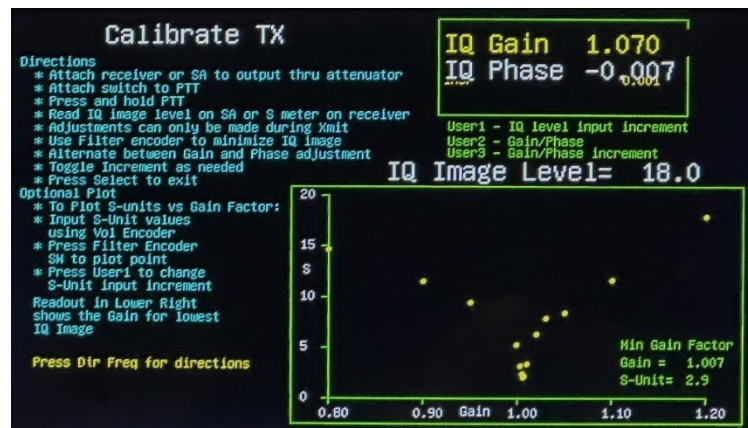 Calibrate TX
Directions
* Attach receiver or SA to output thru attenuator
* Attach switch to PTT
* Press and hold PTT
* Read IQ image level on SA or S meter on receiver
* Adjustments can only be made during Xmit
* Use Filter encoder to minimize IQ image
* Alternate between Gain and Phase adjustment
* Toggle Increment as needed
* Press Select to exit
Optional Plot
* To Plot S-units vs Gain Factor:
* Input S-Unit values
using Vol Encoder
* Press Filter Encoder
SW to plot point
* Press User1 to change
S-Unit input increment
Readout in Lower Right
shows the Gain for lowest
IQ Image
Press Dir Freq for directions
IQ Gain 1.070
IQ Phase -0.007
0.001
User1 - IQ level input increment
User2 - Gain/Phase
User3 - Gain/Phase increment
IQ Image Level= 18.0
20
15
S
10
5
0
Min Gain Factor
Gain = 1.007
S-Unit= 2.9
0.80 0.90 Gain 1.00 1.10 1.20